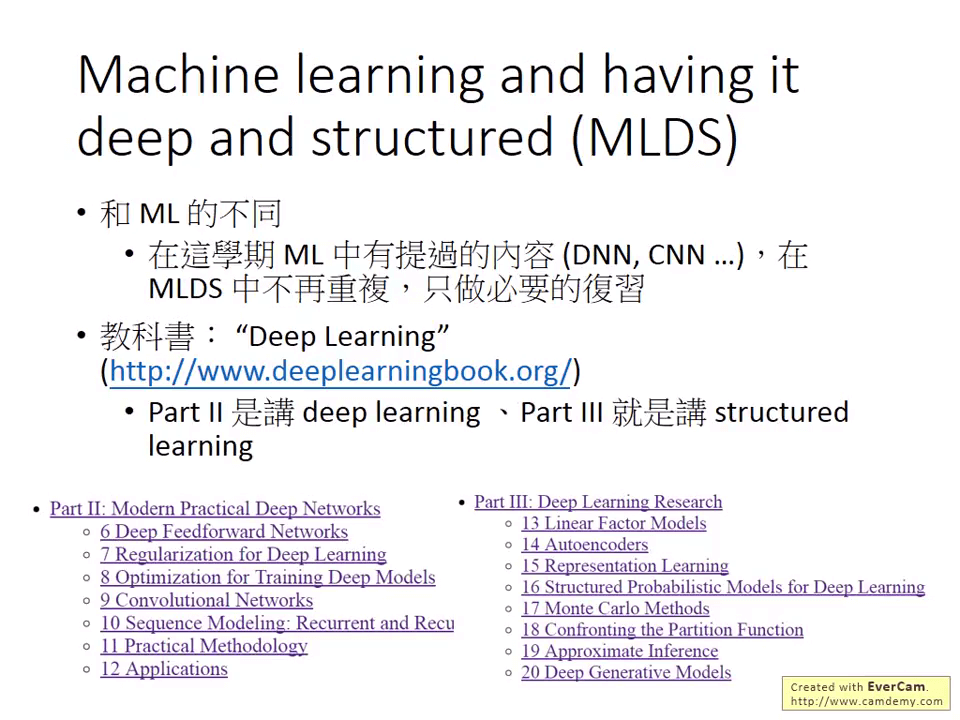 Machine learning and having it
deep and structured (MLDS)
• 和 ML 的不同
• 在這學期 ML 中有提過的內容 (DNN, CNN …)，在
MLDS 中不再重複，只做必要的復習
• 教科書： “Deep Learning”
(http://www.deeplearningbook.org/)
• Part II 是講 deep learning 、Part III 就是講 structured
learning
• Part II: Modern Practical Deep Networks
◦ 6 Deep Feedforward Networks
◦ 7 Regularization for Deep Learning
◦ 8 Optimization for Training Deep Models
◦ 9 Convolutional Networks
◦ 10 Sequence Modeling: Recurrent and Recu
◦ 11 Practical Methodology
◦ 12 Applications
• Part III: Deep Learning Research
◦ 13 Linear Factor Models
◦ 14 Autoencoders
◦ 15 Representation Learning
◦ 16 Structured Probabilistic Models for Deep Learning
◦ 17 Monte Carlo Methods
◦ 18 Confronting the Partition Function
◦ 19 Approximate Inference
◦ 20 Deep Generative Models
Created with EverCam.
http://www.camdemy.com